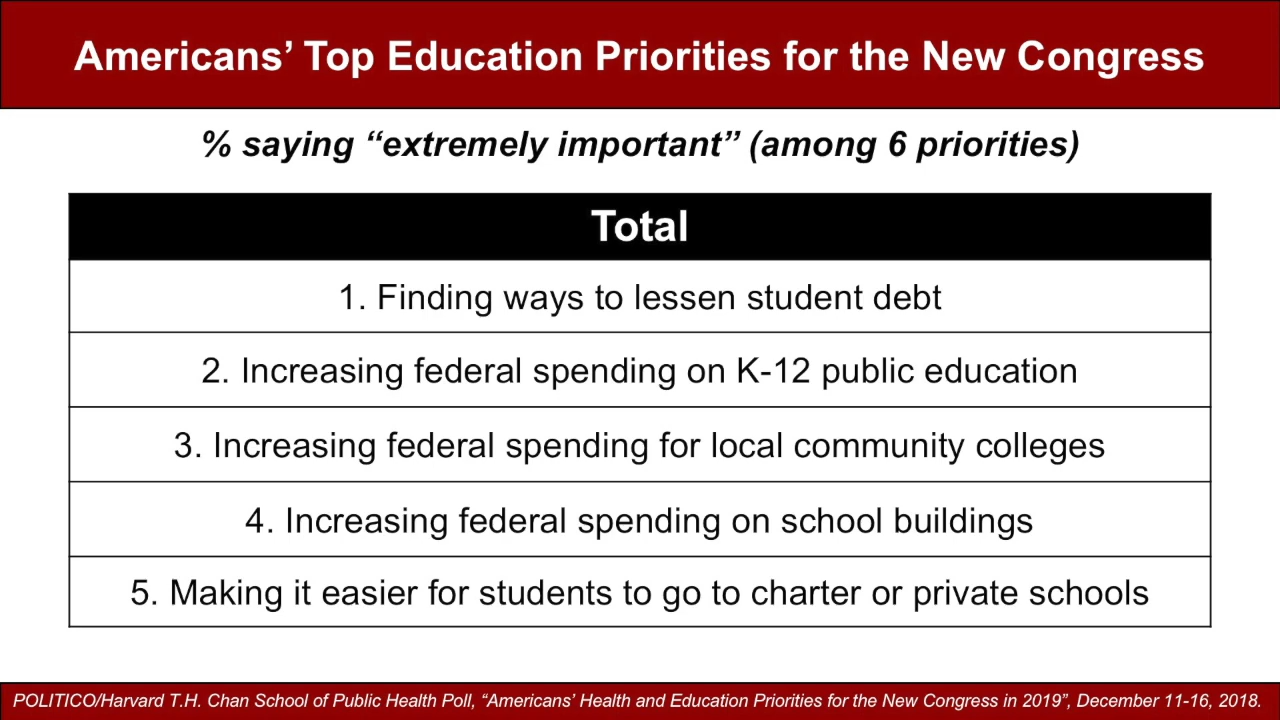 Americans’ Top Education Priorities for the New Congress
% saying “extremely important” (among 6 priorities)
Total
1. Finding ways to lessen student debt
2. Increasing federal spending on K-12 public education
3. Increasing federal spending for local community colleges
4. Increasing federal spending on school buildings
5. Making it easier for students to go to charter or private schools
POLITICO/Harvard T.H. Chan School of Public Health Poll, “Americans’ Health and Education Priorities for the New Congress in 2019”, December 11-16, 2018.